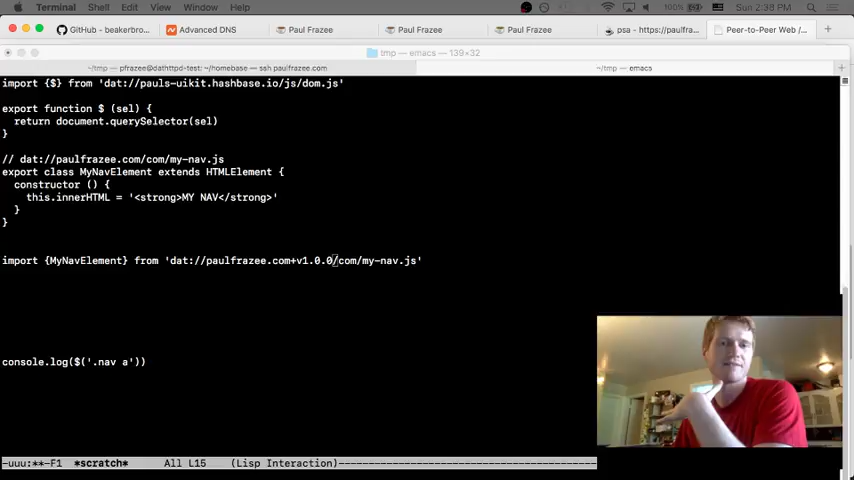 Terminal Shell Edit View Window Help 100% Sun 2:38 PM
GitHub - beakerbro... Advanced DNS Paul Frazee Paul Frazee Paul Frazee psa - https://paulfra... Peer-to-Peer Web /...
tmp — emacs — 139×32
~/tmp — pfrazee@dathttpd-test: ~/homebase — ssh paulfrazee.com ~/tmp — emacs
import {$} from 'dat://pauls-uikit.hashbase.io/js/dom.js'
export function $ (sel) {
return document.querySelector(sel)
}
// dat://paulfrazee.com/com/my-nav.js
export class MyNavElement extends HTMLElement {
constructor () {
this.innerHTML = '<strong>MY NAV</strong>'
}
}
import {MyNavElement} from 'dat://paulfrazee.com+v1.0.0/com/my-nav.js'
console.log($('.nav a'))
-uuu:**-F1 *scratch* All L15 (Lisp Interaction)------------------------------------------------------------